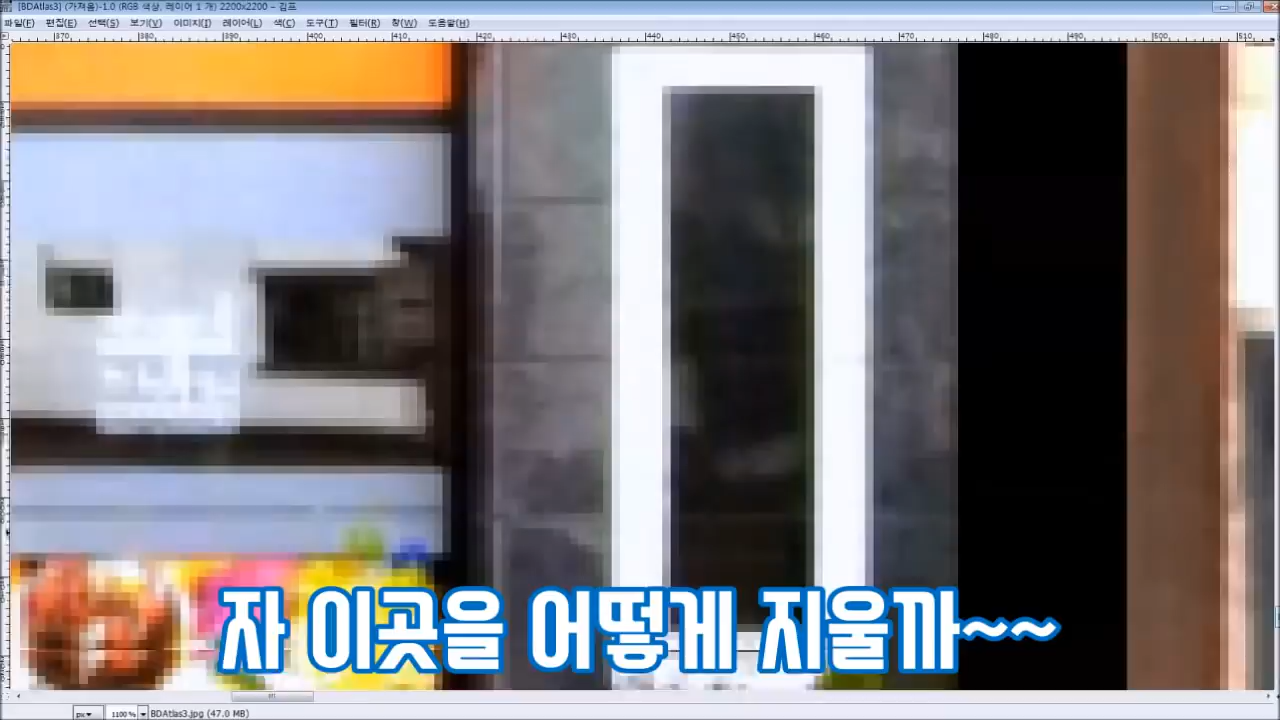 [BDAtlas3] (가져옴)-1.0 (RGB 색상, 레이어 1 개) 2200x2200 – 김프
파일(F) 편집(E) 선택(S) 보기(V) 이미지(I) 레이어(L) 색(C) 도구(T) 필터(R) 창(W) 도움말(H)
370 380 390 400 410 420 430 440 450 460 470 480 490 500 510
자 이곳을 어떻게 지울까~~
px 1100 % BDAtlas3.jpg (47.0 MB)